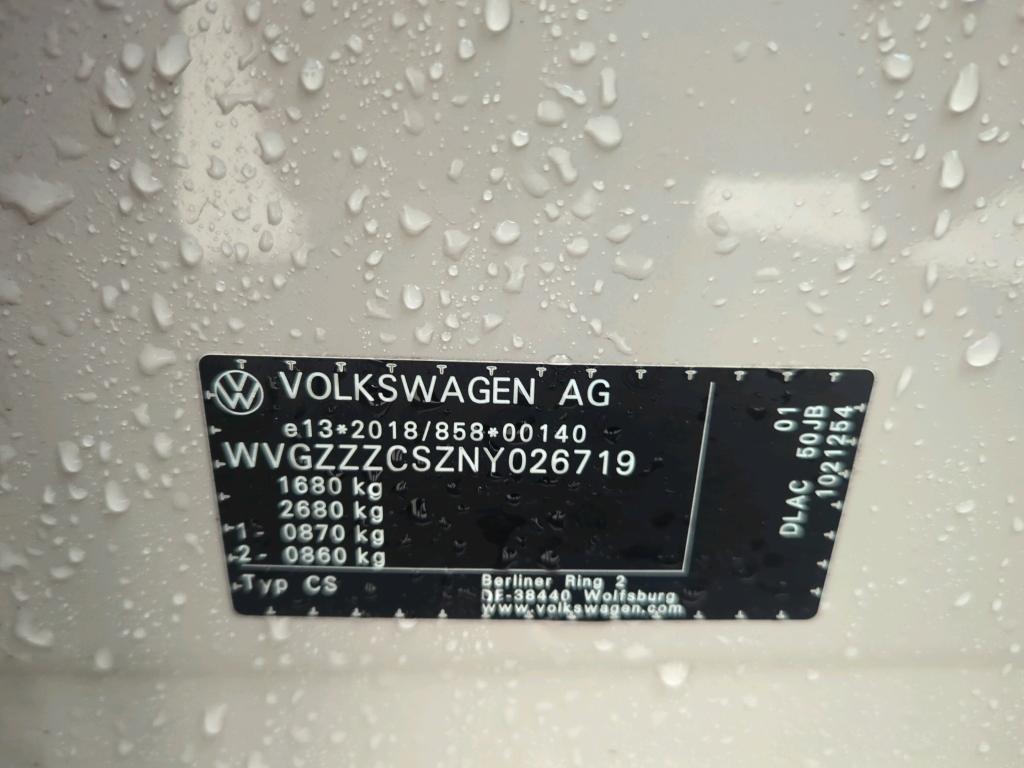 VOLKSWAGEN AG
e13*2018/858*00140
WVGZZZCSZNY026719
1680 kg
2680 kg
1- 0870 kg
2- 0860 kg
Typ CS
Berliner Ring 2
DE-38440 Wolfsburg
www.volkswagen.com
01
DLAC 50JB
1021254